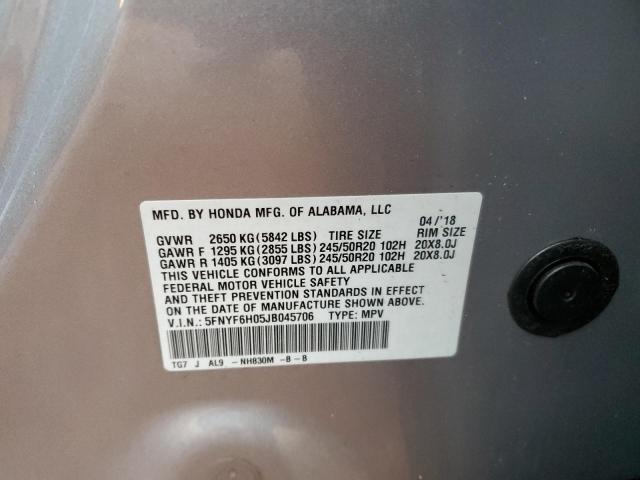 MFD. BY HONDA MFG. OF ALABAMA, LLC 04/'18
GVWR 2650 KG(5842 LBS) TIRE SIZE RIM SIZE
GAWR F 1295 KG(2855 LBS)245/50R20 102H 20X8.0J
GAWR R 1405 KG(3097 LBS)245/50R20 102H 20X8.0J
THIS VEHICLE CONFORMS TO ALL APPLICABLE
FEDERAL MOTOR VEHICLE SAFETY
AND THEFT PREVENTION STANDARDS IN EFFECT
ON THE DATE OF MANUFACTURE SHOWN ABOVE.
V.I.N.: 5FNYF6H05JB045706 TYPE: MPV
TG7 J AL9 -NH830M -B-B